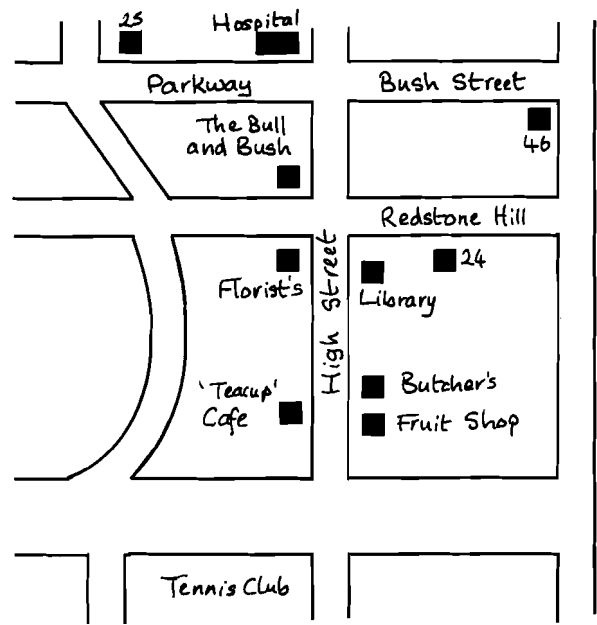 25
Hospital
Parkway
Bush Street
The Bull
and Bush
46
Redstone Hill
Florist's
High Street
24
Library
'Teacup'
Cafe
Butcher's
Fruit Shop
Tennis Club